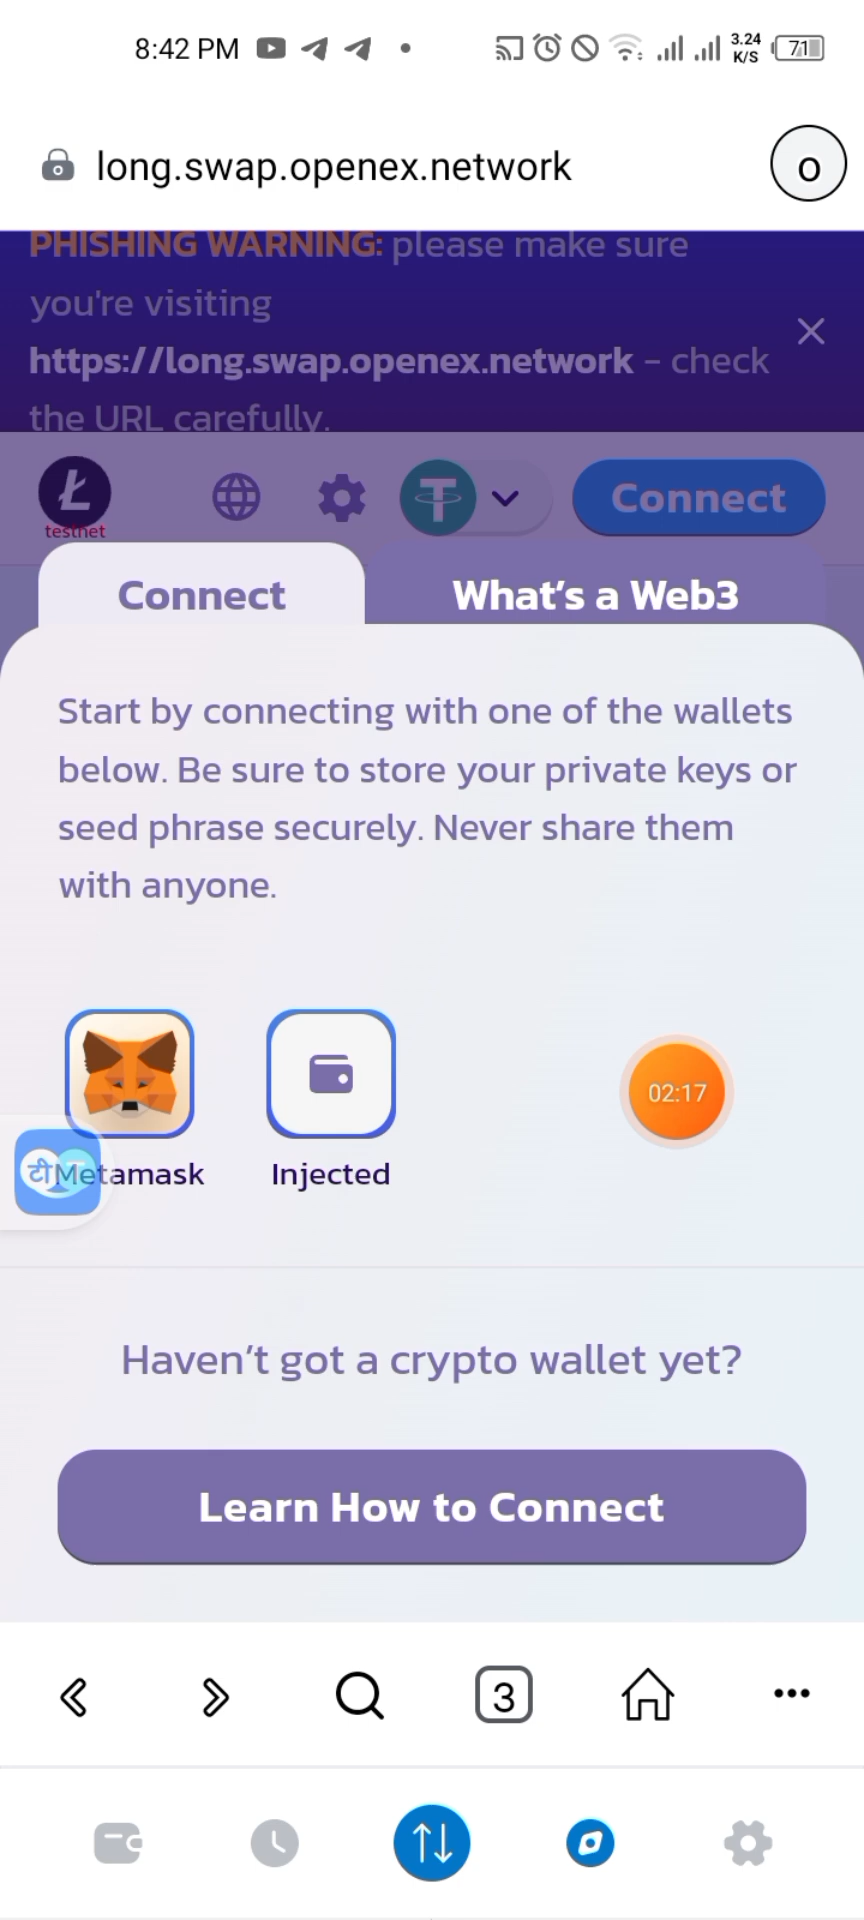 8:42 PM
3.24
K/S
71
long.swap.openex.network
o
PHISHING WARNING: please make sure
you're visiting
https://long.swap.openex.network - check
the URL carefully.
testnet
Connect
Connect
What's a Web3
Start by connecting with one of the wallets
below. Be sure to store your private keys or
seed phrase securely. Never share them
with anyone.
02:17
टी
Metamask
Injected
Haven't got a crypto wallet yet?
Learn How to Connect
3